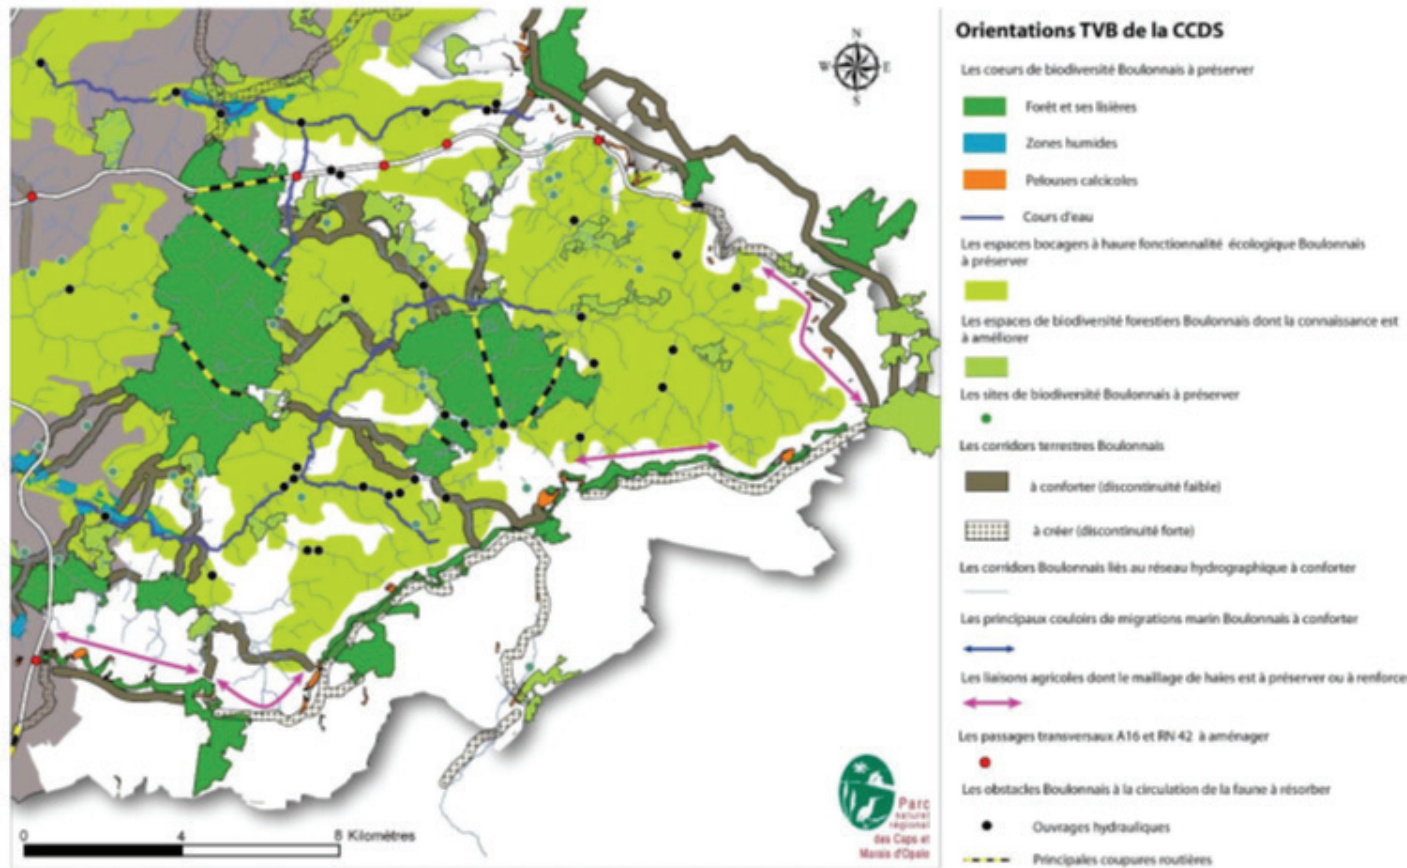 N
W
E
S
0
4
8 Kilomètres
Parc
naturel
régional
des Caps et
Marais d'Opale
Orientations TVB de la CCDS
Les coeurs de biodiversité Boulonnais à préserver
Forêt et ses lisières
Zones humides
Pelouses calcicoles
Cours d'eau
Les espaces bocagers à haure fonctionnalité écologique Boulonnais
à préserver
Les espaces de biodiversité forestiers Boulonnais dont la connaissance est
à améliorer
Les sites de biodiversité Boulonnais à préserver
Les corridors terrestres Boulonnais
à conforter (discontinuité faible)
à créer (discontinuité forte)
Les corridors Boulonnais liès au réseau hydrographique à conforter
Les principaux couloirs de migrations marin Boulonnais à conforter
Les liaisons agricoles dont le maillage de haies est à préserver ou à renforce
Les passages transversaux A16 et RN 42 à aménager
Les obstacles Boulonnais à la circulation de la faune à résorber
Ouvrages hydrauliques
Principales coupures routières